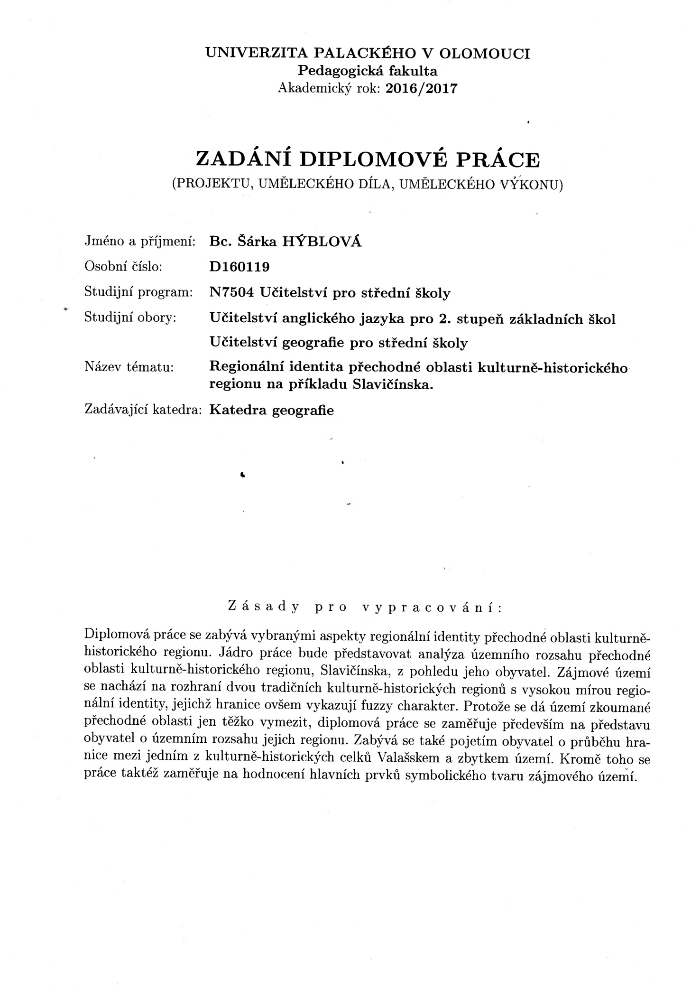 UNIVERZITA PALACKÉHO V OLOMOUCI
Pedagogická fakulta
Akademický rok: 2016/2017
ZADÁNÍ DIPLOMOVÉ PRÁCE
(PROJEKTU, UMĚLECKÉHO DÍLA, UMĚLECKÉHO VÝKONU)
Jméno a příjmení: Bc. Šárka HÝBLOVÁ
Osobní číslo: D160119
Studijní program: N7504 Učitelství pro střední školy
Studijní obory: Učitelství anglického jazyka pro 2. stupeň základních škol
Učitelství geografie pro střední školy
Název tématu: Regionální identita přechodné oblasti kulturně-historického
regionu na příkladu Slavičínska.
Zadávající katedra: Katedra geografie
Zásady pro vypracování:
Diplomová práce se zabývá vybranými aspekty regionální identity přechodné oblasti kulturně-
historického regionu. Jádro práce bude představovat analýza územního rozsahu přechodné
oblasti kulturně-historického regionu, Slavičínska, z pohledu jeho obyvatel. Zájmové území
se nachází na rozhraní dvou tradičních kulturně-historických regionů s vysokou mírou regio-
nální identity, jejichž hranice ovšem vykazují fuzzy charakter. Protože se dá území zkoumané
přechodné oblasti jen těžko vymezit, diplomová práce se zaměřuje především na představu
obyvatel o územním rozsahu jejich regionu. Zabývá se také pojetím obyvatel o průběhu hra-
nice mezi jedním z kulturně-historických celků Valašskem a zbytkem území. Kromě toho se
práce taktéž zaměřuje na hodnocení hlavních prvků symbolického tvaru zájmového území.